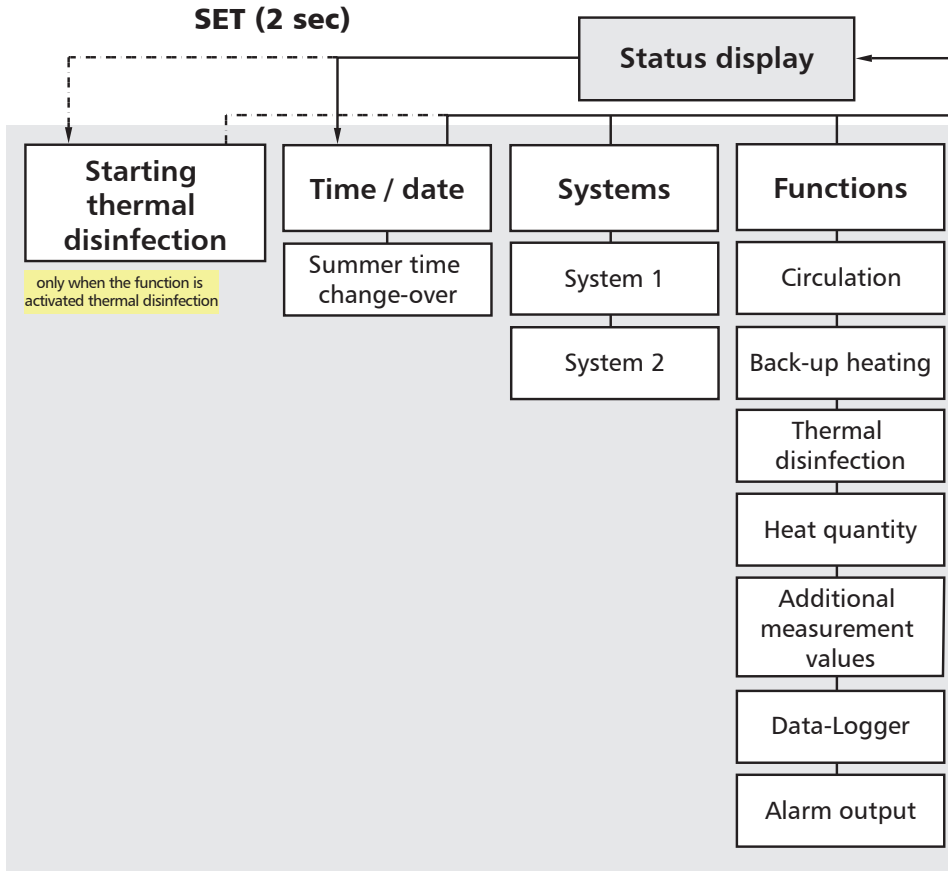 SET (2 sec)
Status display
Starting
thermal
disinfection
only when the function is
activated thermal disinfection
Time / date
Summer time
change-over
Systems
System 1
System 2
Functions
Circulation
Back-up heating
Thermal
disinfection
Heat quantity
Additional
measurement
values
Data-Logger
Alarm output